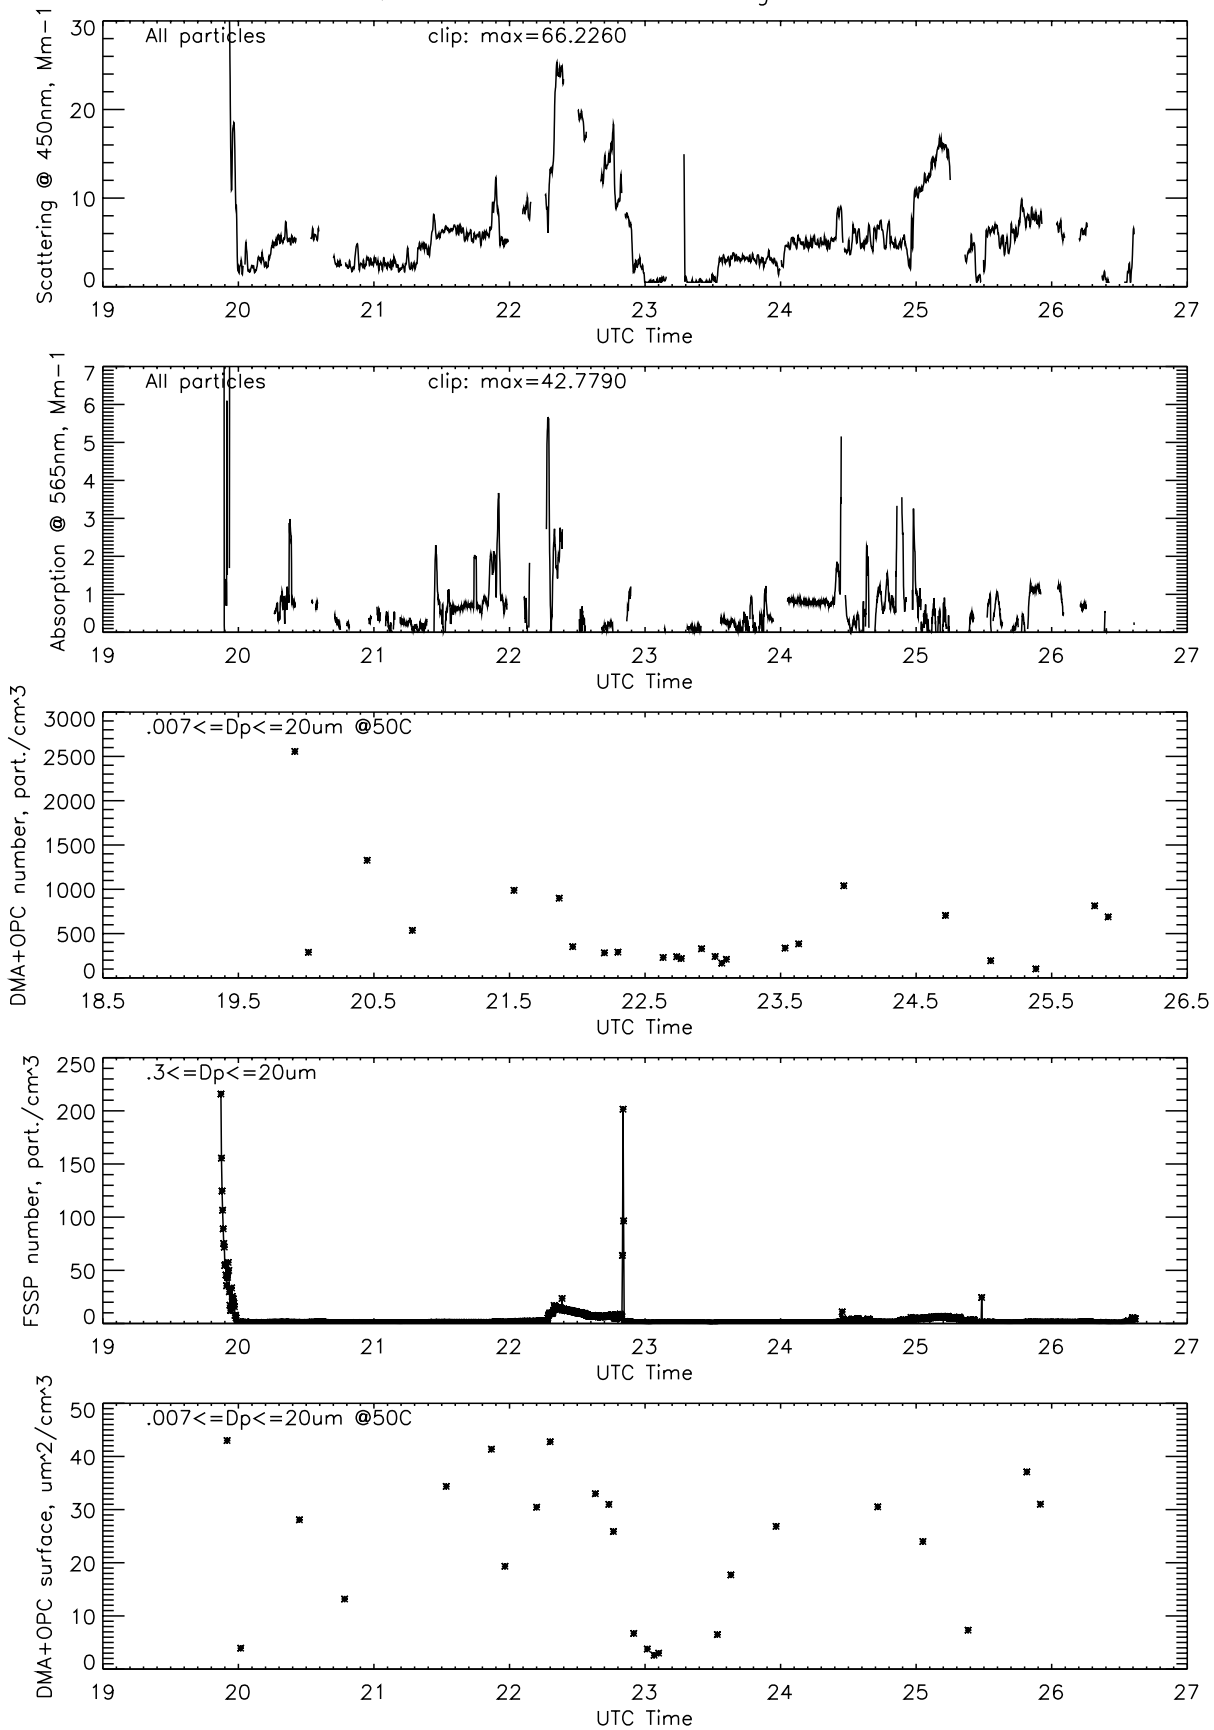 Scattering @ 450nm, Mm-1
All particles
clip: max=66.2260
30
20
10
0
19 20 21 22 23 24 25 26 27
UTC Time
Absorption @ 565nm, Mm-1
All particles
clip: max=42.7790
7
6
5
4
3
2
1
0
19 20 21 22 23 24 25 26 27
UTC Time
DMA+OPC number, part./cm^3
.007<=Dp<=20um @50C
3000
2500
2000
1500
1000
500
0
18.5 19.5 20.5 21.5 22.5 23.5 24.5 25.5 26.5
UTC Time
FSSP number, part./cm^3
.3<=Dp<=20um
250
200
150
100
50
0
19 20 21 22 23 24 25 26 27
UTC Time
DMA+OPC surface, um^2/cm^3
.007<=Dp<=20um @50C
50
40
30
20
10
0
19 20 21 22 23 24 25 26 27
UTC Time